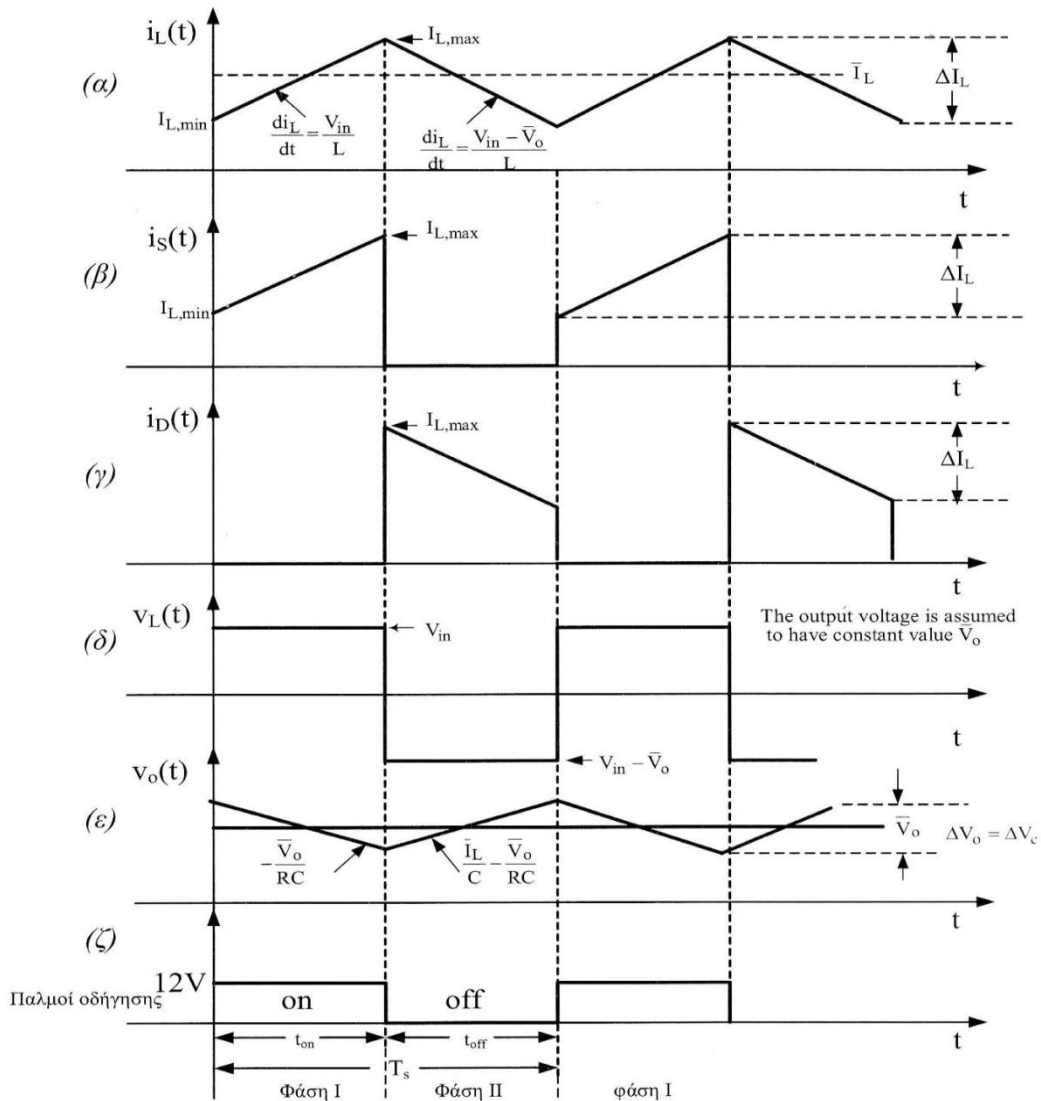 i_L(t)
I_L,max
(α)
Ī_L
ΔI_L
I_L,min
di_L/dt = V_in/L
di_L/dt = (V_in − V̄_o)/L
t
i_S(t)
I_L,max
(β)
ΔI_L
I_L,min
t
i_D(t)
I_L,max
(γ)
ΔI_L
t
v_L(t)
The output voltage is assumed
to have constant value V̄_o
(δ)
V_in
t
V_in − V̄_o
v_o(t)
(ε)
V̄_o
ΔV_o = ΔV_c
−V̄_o/RC
Ī_L/C − V̄_o/RC
t
(ζ)
12V
Παλμοί οδήγησης
on
off
t
t_on
t_off
T_s
Φάση I
Φάση II
φάση I